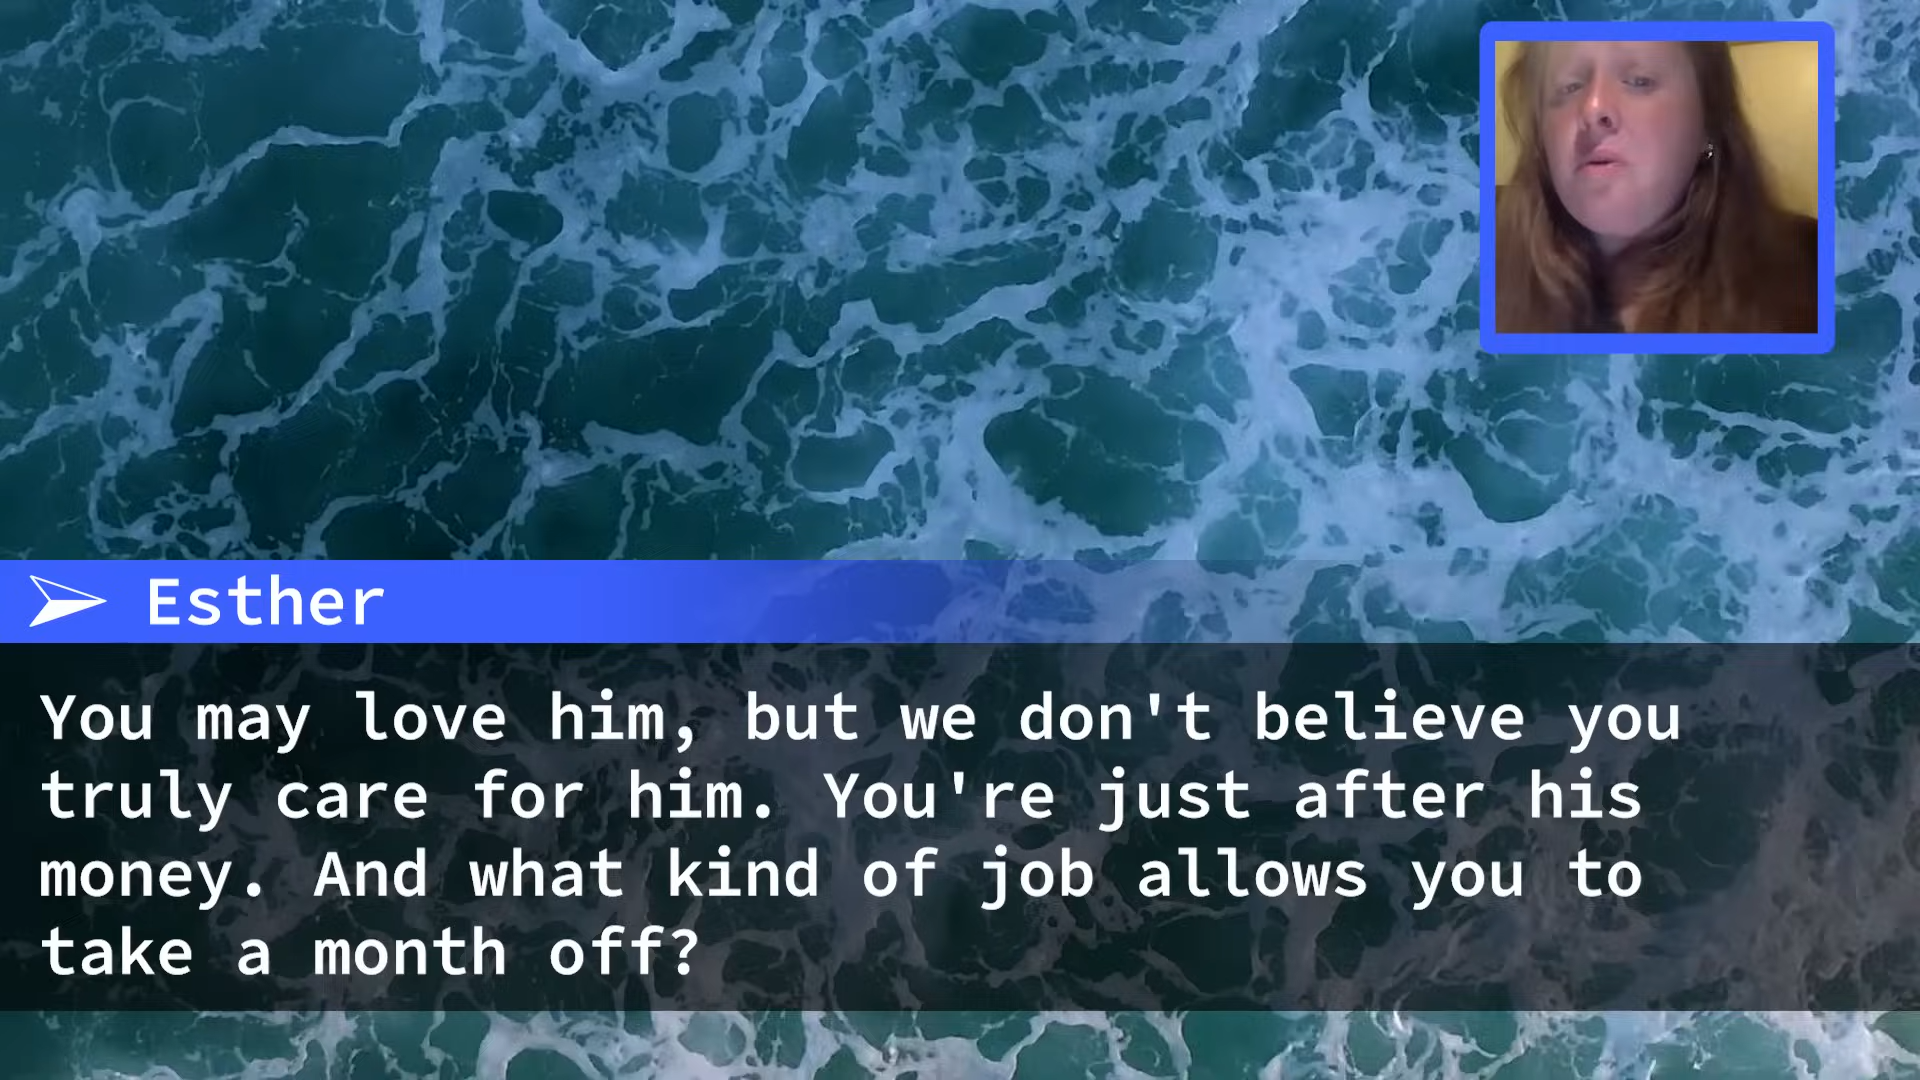 Esther
You may love him, but we don't believe you
truly care for him. You're just after his
money. And what kind of job allows you to
take a month off?